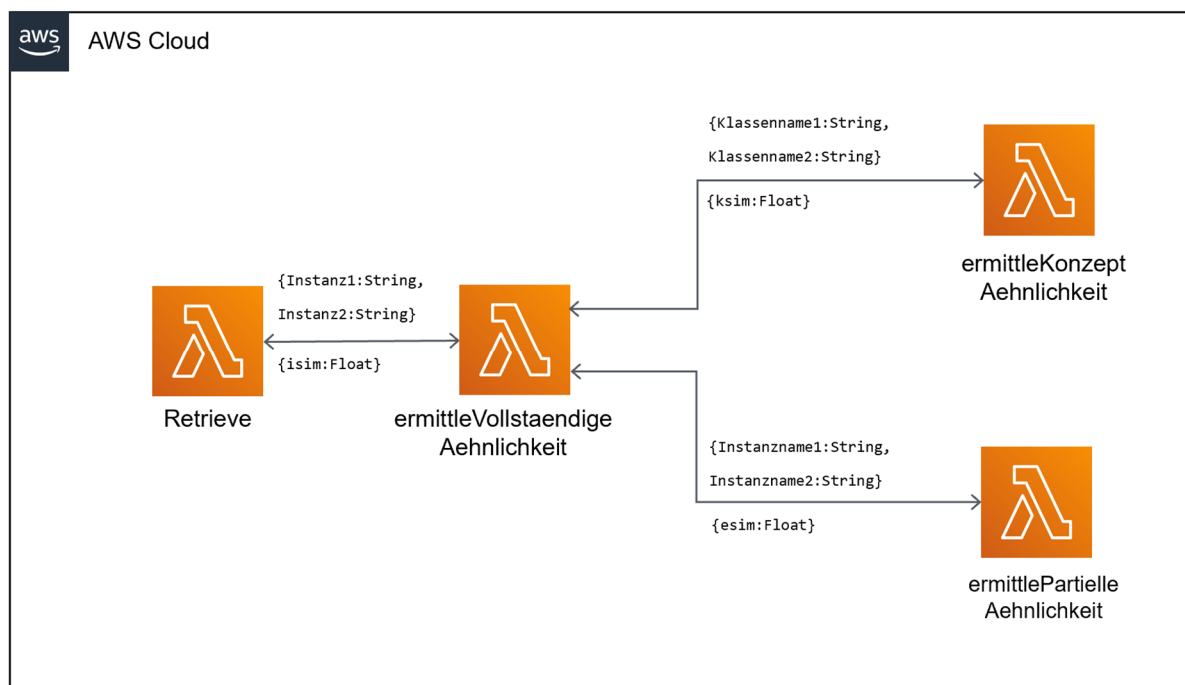 aws
AWS Cloud
{Klassenname1:String,
Klassenname2:String}
{ksim:Float}
ermittleKonzept
Aehnlichkeit
{Instanz1:String,
Instanz2:String}
{isim:Float}
Retrieve
ermittleVollstaendige
Aehnlichkeit
{Instanzname1:String,
Instanzname2:String}
{esim:Float}
ermittlePartielle
Aehnlichkeit